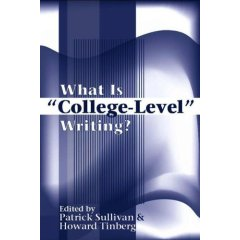 What Is
"College-Level"
Writing?
Edited by
Patrick Sullivan &
Howard Tinberg